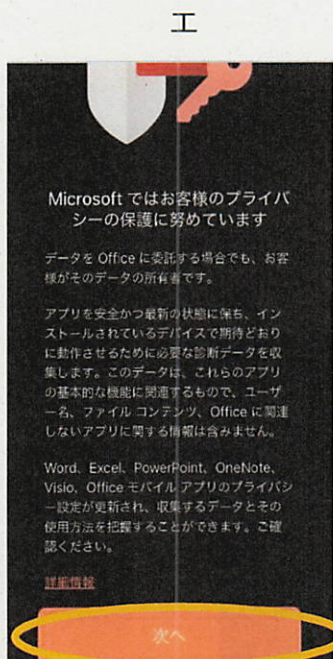 エ
Microsoft ではお客様のプライバ
シーの保護に努めています
データを Office に委託する場合でも、お客
様がそのデータの所有者です。
アプリを安全かつ最新の状態に保ち、イン
ストールされているデバイスで期待どおり
に動作させるために必要な診断データを収
集します。このデータは、これらのアプリ
の基本的な機能に関連するもので、ユーザ
ー名、ファイル コンテンツ、Office に関連
しないアプリに関する情報は含みません。
Word、Excel、PowerPoint、OneNote、
Visio、Office モバイル アプリのプライバシ
ー設定が更新され、収集するデータとその
使用方法を把握することができます。ご確
認ください。
詳細情報
次へ